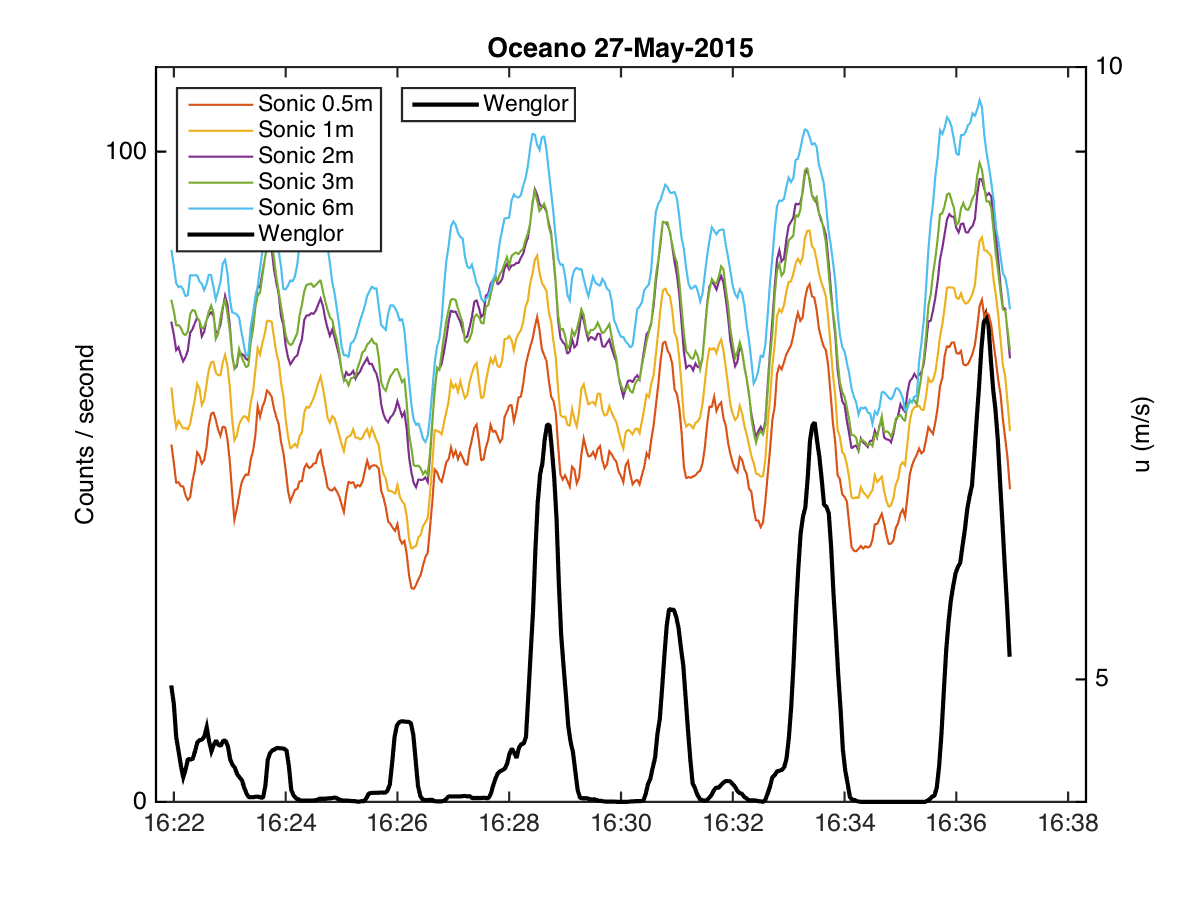 Oceano 27-May-2015
10
Sonic 0.5m
Sonic 1m
Sonic 2m
Sonic 3m
Sonic 6m
Wenglor
Wenglor
100
Counts / second
u (m/s)
5
0
16:22 16:24 16:26 16:28 16:30 16:32 16:34 16:36 16:38